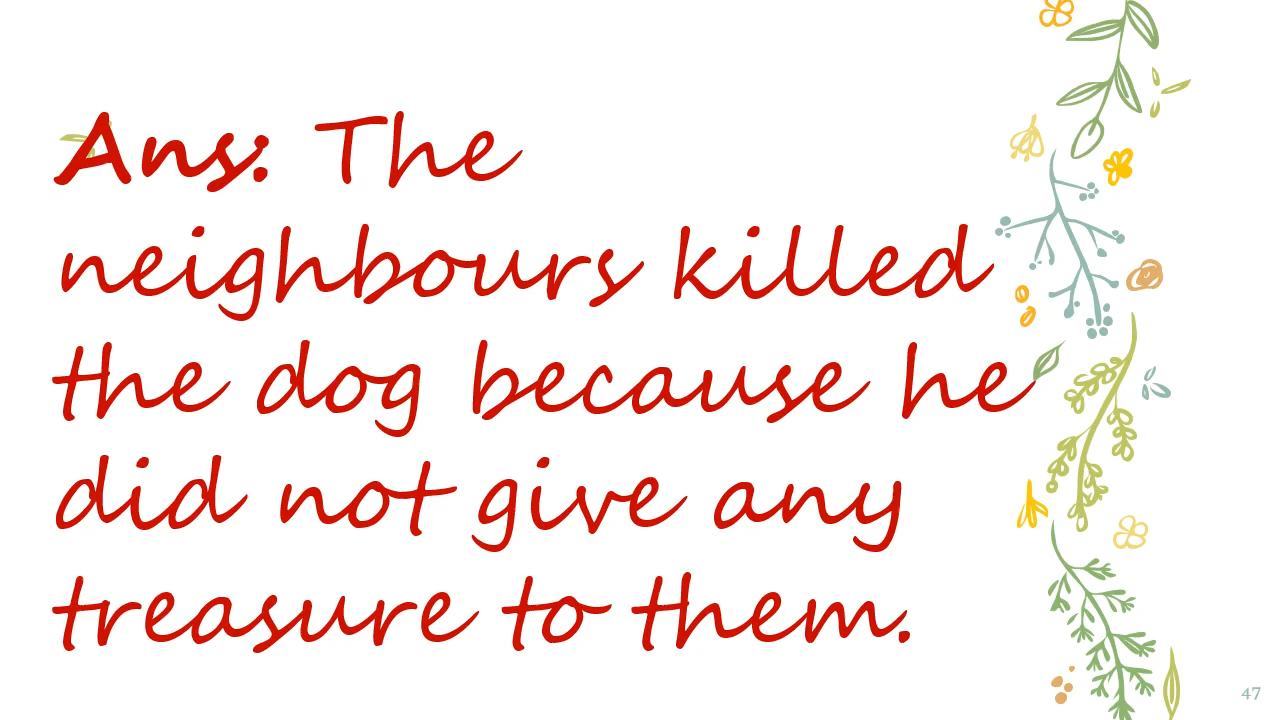 Ans: The
neighbours killed
the dog because he
did not give any
treasure to them.
47